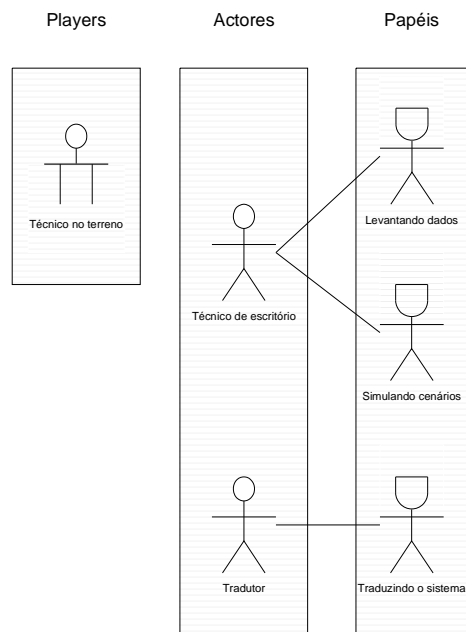 Players
Actores
Papéis
Técnico no terreno
Levantando dados
Técnico de escritório
Simulando cenários
Tradutor
Traduzindo o sistema